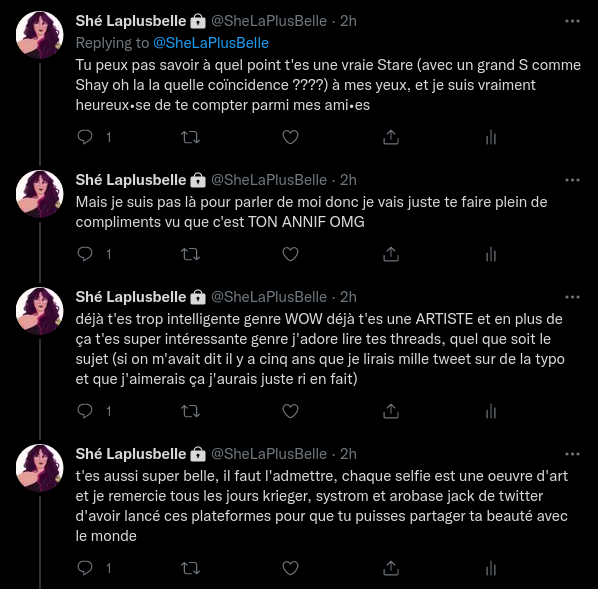 Shé Laplusbelle @SheLaPlusBelle · 2h
Replying to @SheLaPlusBelle
Tu peux pas savoir à quel point t'es une vraie Stare (avec un grand S comme
Shay oh la la quelle coïncidence ????) à mes yeux, et je suis vraiment
heureux•se de te compter parmi mes ami•es
1
Shé Laplusbelle @SheLaPlusBelle · 2h
Mais je suis pas là pour parler de moi donc je vais juste te faire plein de
compliments vu que c'est TON ANNIF OMG
1
Shé Laplusbelle @SheLaPlusBelle · 2h
déjà t'es trop intelligente genre WOW déjà t'es une ARTISTE et en plus de
ça t'es super intéressante genre j'adore lire tes threads, quel que soit le
sujet (si on m'avait dit il y a cinq ans que je lirais mille tweet sur de la typo
et que j'aimerais ça j'aurais juste ri en fait)
1
Shé Laplusbelle @SheLaPlusBelle · 2h
t'es aussi super belle, il faut l'admettre, chaque selfie est une oeuvre d'art
et je remercie tous les jours krieger, systrom et arobase jack de twitter
d'avoir lancé ces plateformes pour que tu puisses partager ta beauté avec
le monde
1